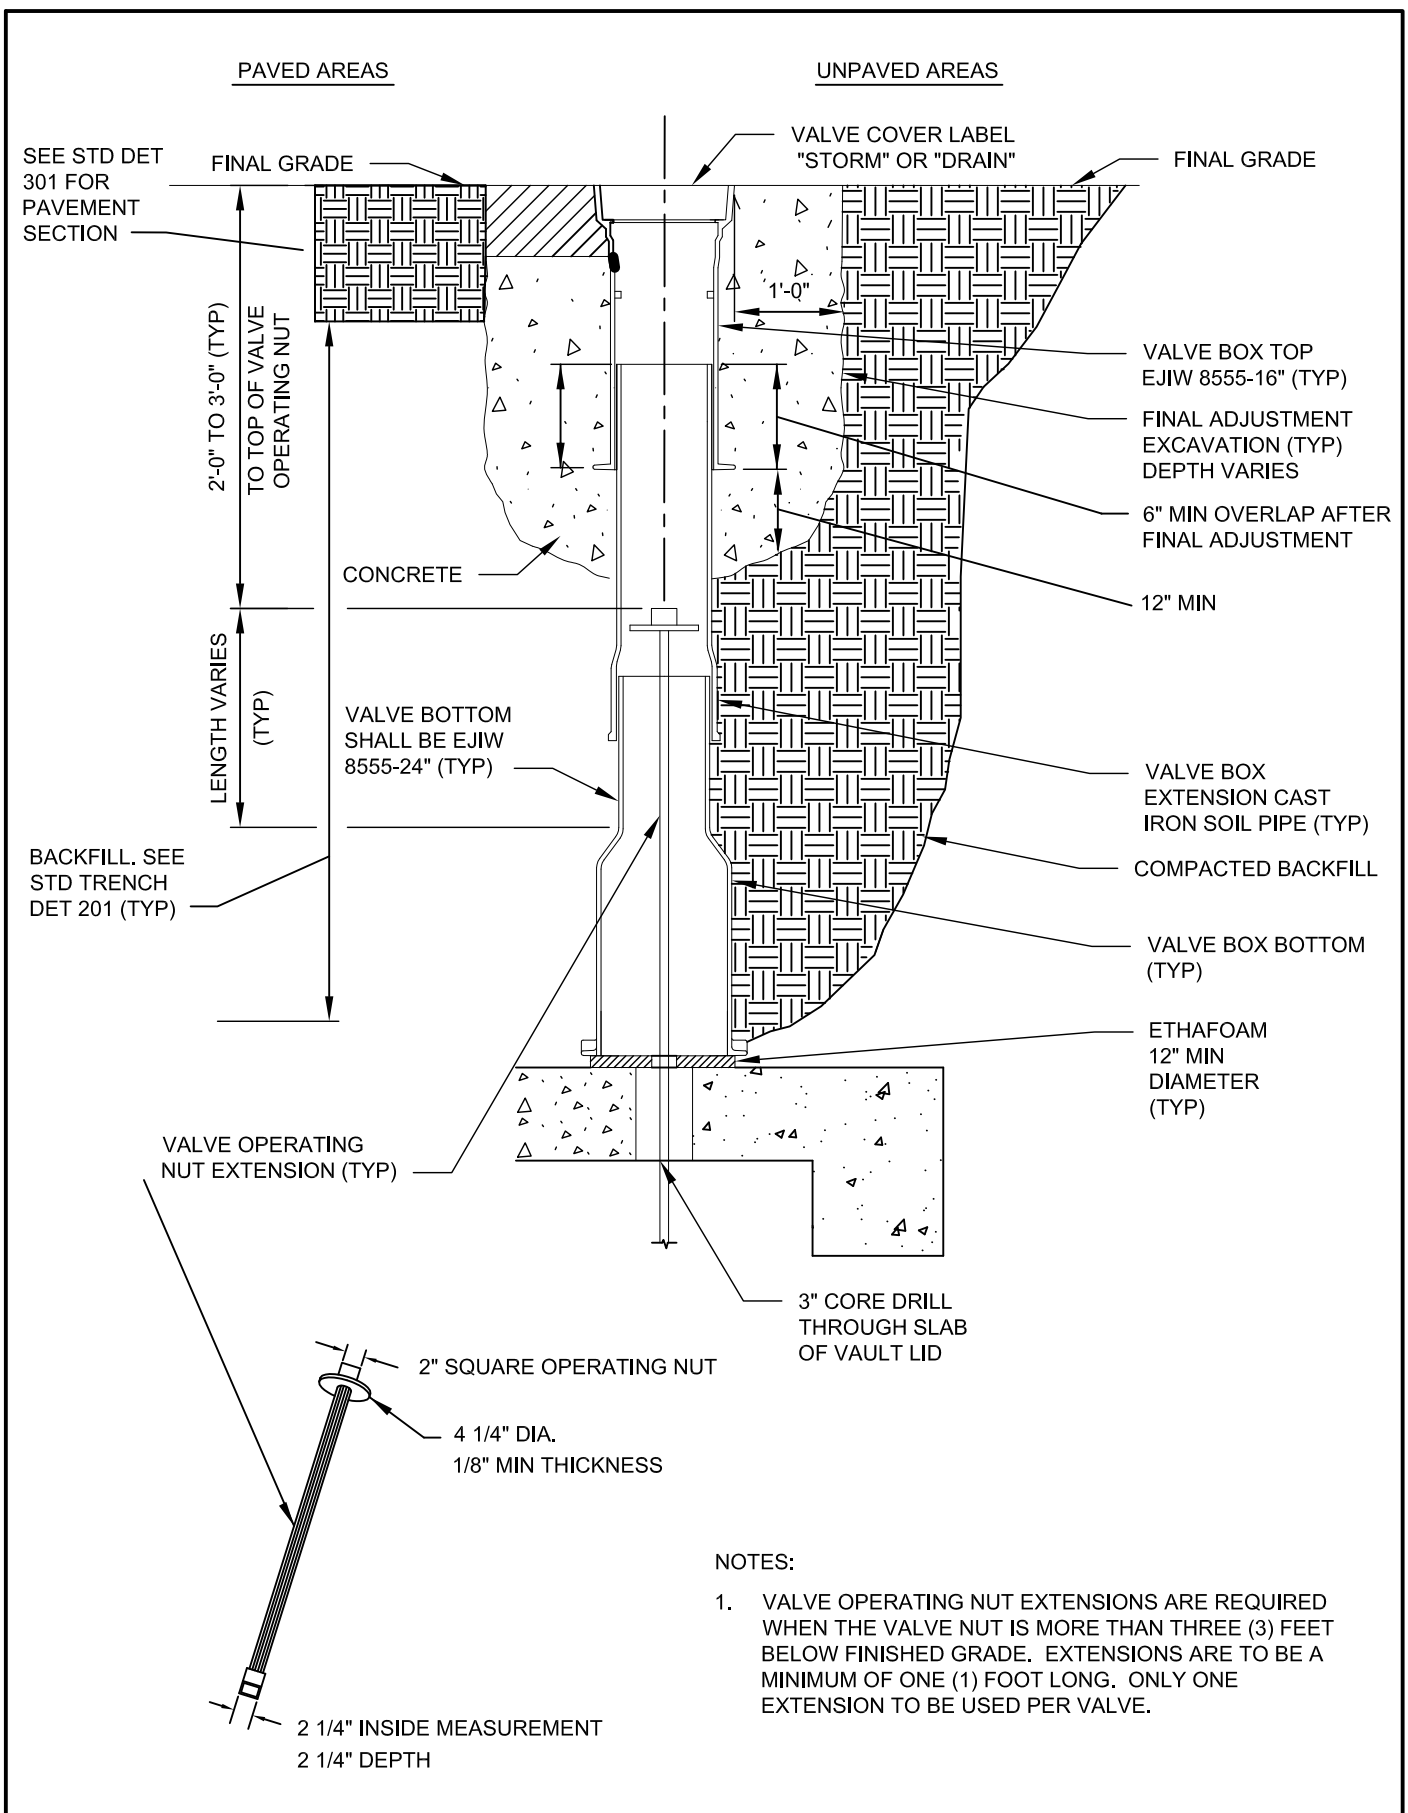 PAVED AREAS
UNPAVED AREAS
SEE STD DET
301 FOR
PAVEMENT
SECTION
FINAL GRADE
VALVE COVER LABEL
"STORM" OR "DRAIN"
FINAL GRADE
1'-0"
2'-0" TO 3'-0" (TYP)
TO TOP OF VALVE
OPERATING NUT
VALVE BOX TOP
EJIW 8555-16" (TYP)
FINAL ADJUSTMENT
EXCAVATION (TYP)
DEPTH VARIES
6" MIN OVERLAP AFTER
FINAL ADJUSTMENT
CONCRETE
12" MIN
LENGTH VARIES
(TYP)
VALVE BOTTOM
SHALL BE EJIW
8555-24" (TYP)
VALVE BOX
EXTENSION CAST
IRON SOIL PIPE (TYP)
BACKFILL. SEE
STD TRENCH
DET 201 (TYP)
COMPACTED BACKFILL
VALVE BOX BOTTOM
(TYP)
ETHAFOAM
12" MIN
DIAMETER
(TYP)
VALVE OPERATING
NUT EXTENSION (TYP)
3" CORE DRILL
THROUGH SLAB
OF VAULT LID
2" SQUARE OPERATING NUT
4 1/4" DIA.
1/8" MIN THICKNESS
2 1/4" INSIDE MEASUREMENT
2 1/4" DEPTH
NOTES:
1. VALVE OPERATING NUT EXTENSIONS ARE REQUIRED
WHEN THE VALVE NUT IS MORE THAN THREE (3) FEET
BELOW FINISHED GRADE. EXTENSIONS ARE TO BE A
MINIMUM OF ONE (1) FOOT LONG. ONLY ONE
EXTENSION TO BE USED PER VALVE.